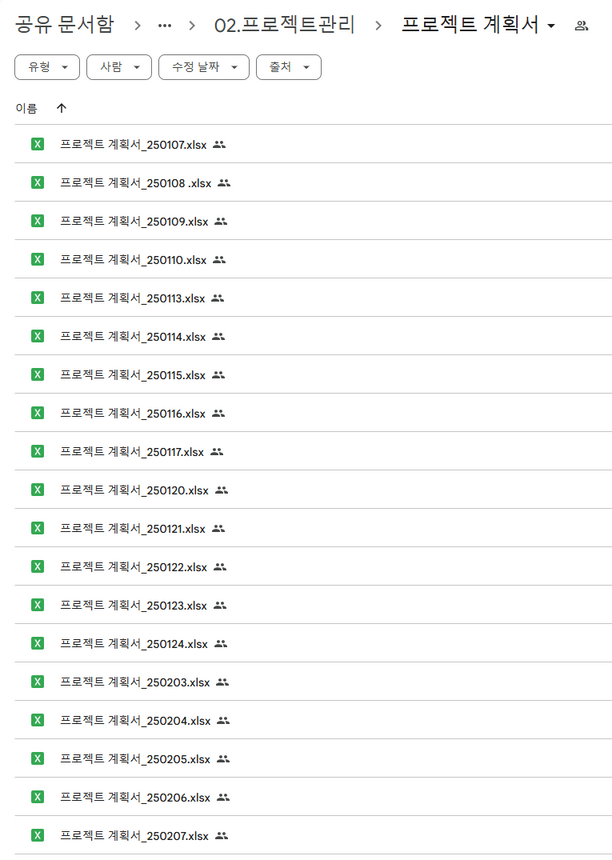 공유 문서함 > ... > 02.프로젝트관리 > 프로젝트 계획서
유형 사람 수정 날짜 출처
이름 ↑
프로젝트 계획서_250107.xlsx
프로젝트 계획서_250108 .xlsx
프로젝트 계획서_250109.xlsx
프로젝트 계획서_250110.xlsx
프로젝트 계획서_250113.xlsx
프로젝트 계획서_250114.xlsx
프로젝트 계획서_250115.xlsx
프로젝트 계획서_250116.xlsx
프로젝트 계획서_250117.xlsx
프로젝트 계획서_250120.xlsx
프로젝트 계획서_250121.xlsx
프로젝트 계획서_250122.xlsx
프로젝트 계획서_250123.xlsx
프로젝트 계획서_250124.xlsx
프로젝트 계획서_250203.xlsx
프로젝트 계획서_250204.xlsx
프로젝트 계획서_250205.xlsx
프로젝트 계획서_250206.xlsx
프로젝트 계획서_250207.xlsx